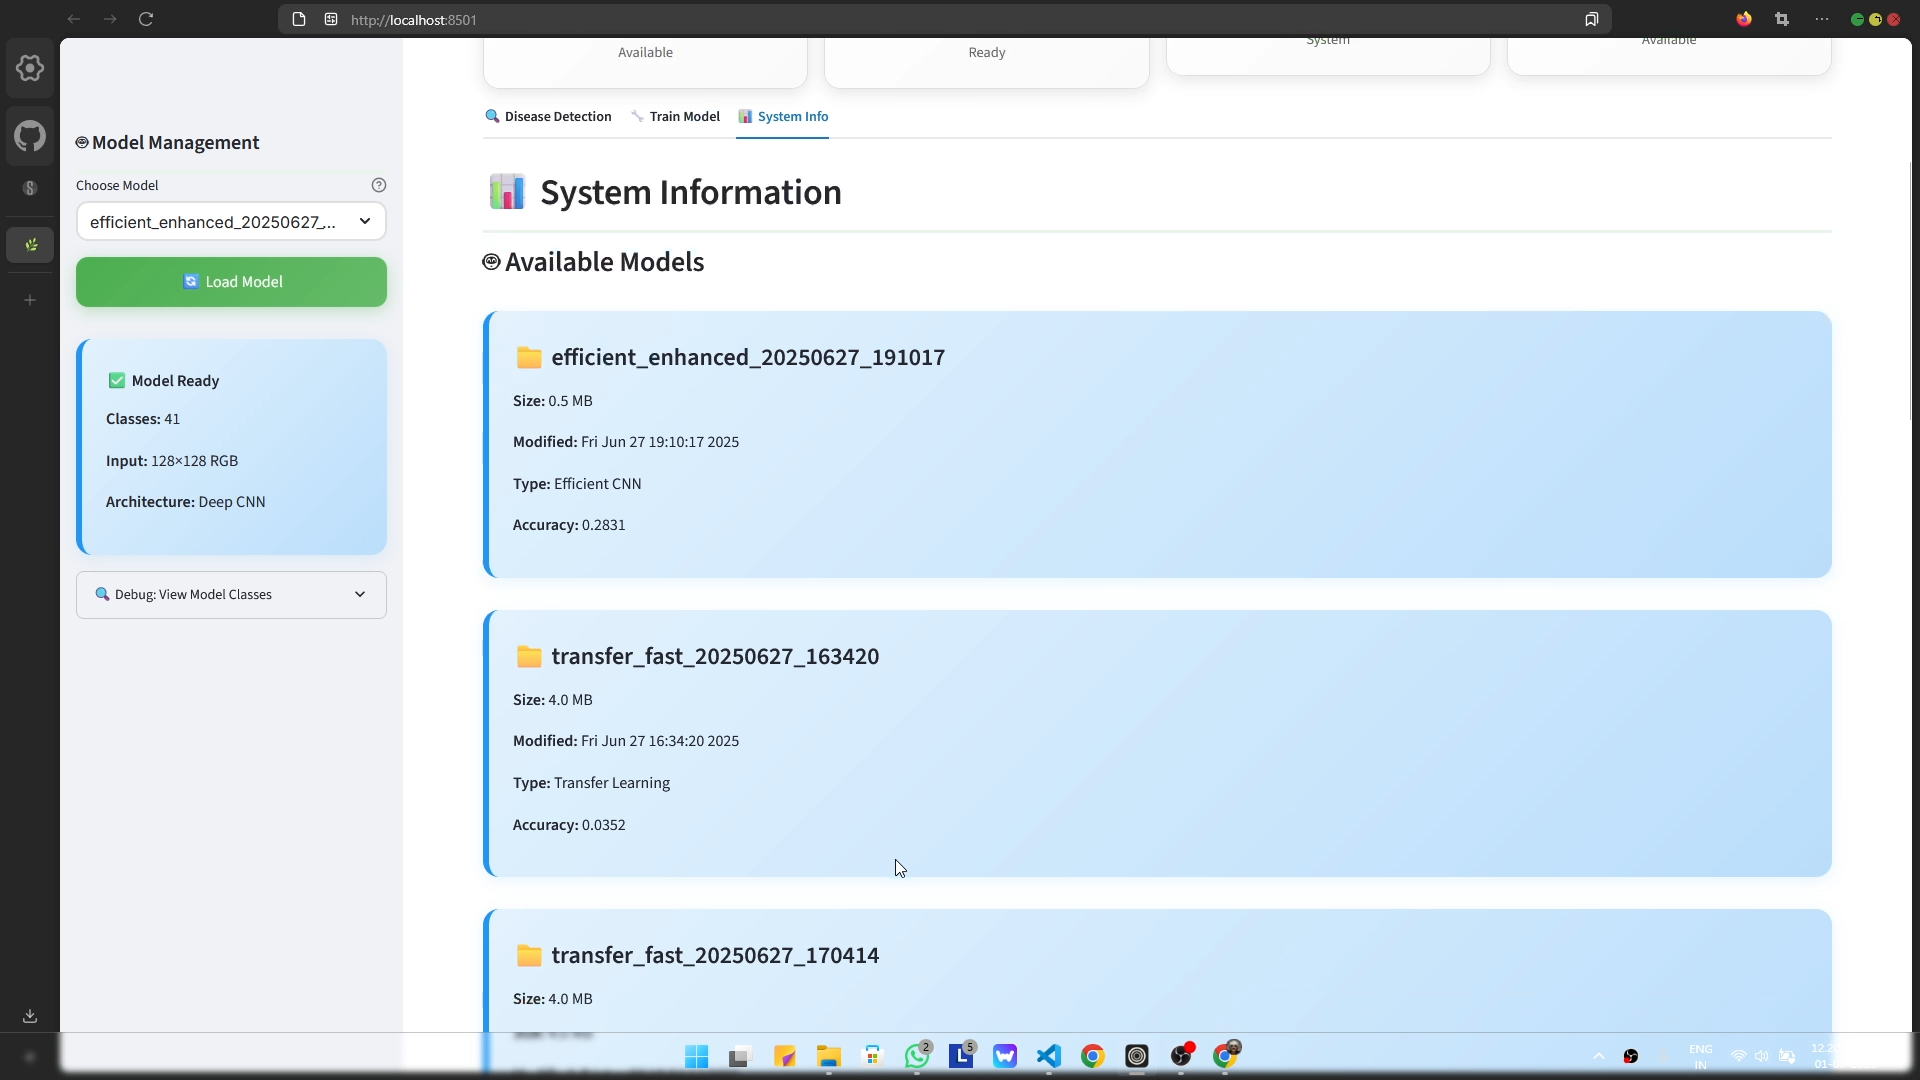 http://localhost:8501
Available
Ready
System
Available
Disease Detection
Train Model
System Info
Model Management
Choose Model
efficient_enhanced_20250627_...
Load Model
Model Ready
Classes: 41
Input: 128×128 RGB
Architecture: Deep CNN
Debug: View Model Classes
System Information
Available Models
efficient_enhanced_20250627_191017
Size: 0.5 MB
Modified: Fri Jun 27 19:10:17 2025
Type: Efficient CNN
Accuracy: 0.2831
transfer_fast_20250627_163420
Size: 4.0 MB
Modified: Fri Jun 27 16:34:20 2025
Type: Transfer Learning
Accuracy: 0.0352
transfer_fast_20250627_170414
Size: 4.0 MB
2
L
5
ENG
IN